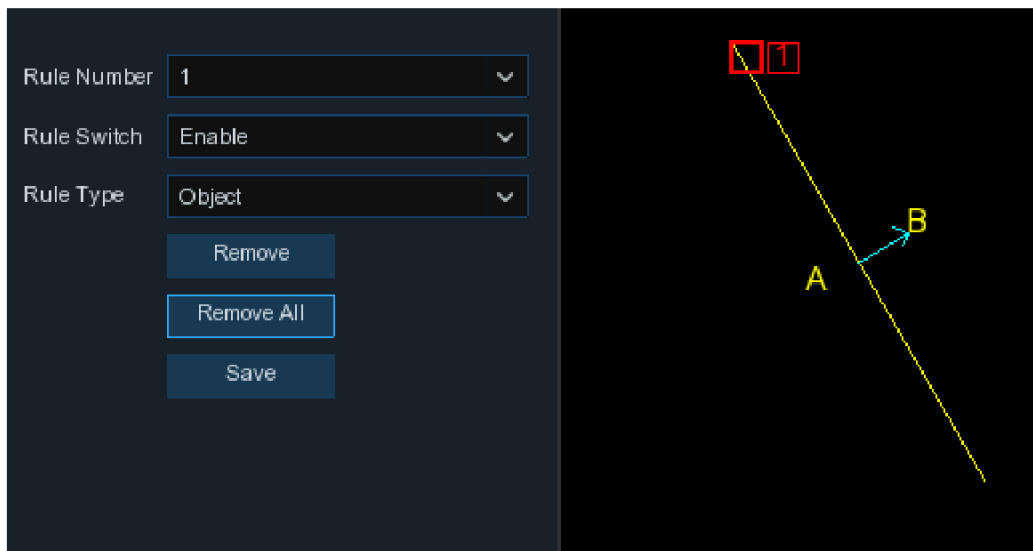 Rule Number 1
Rule Switch Enable
Rule Type Object
Remove
Remove All
Save
1
B
A